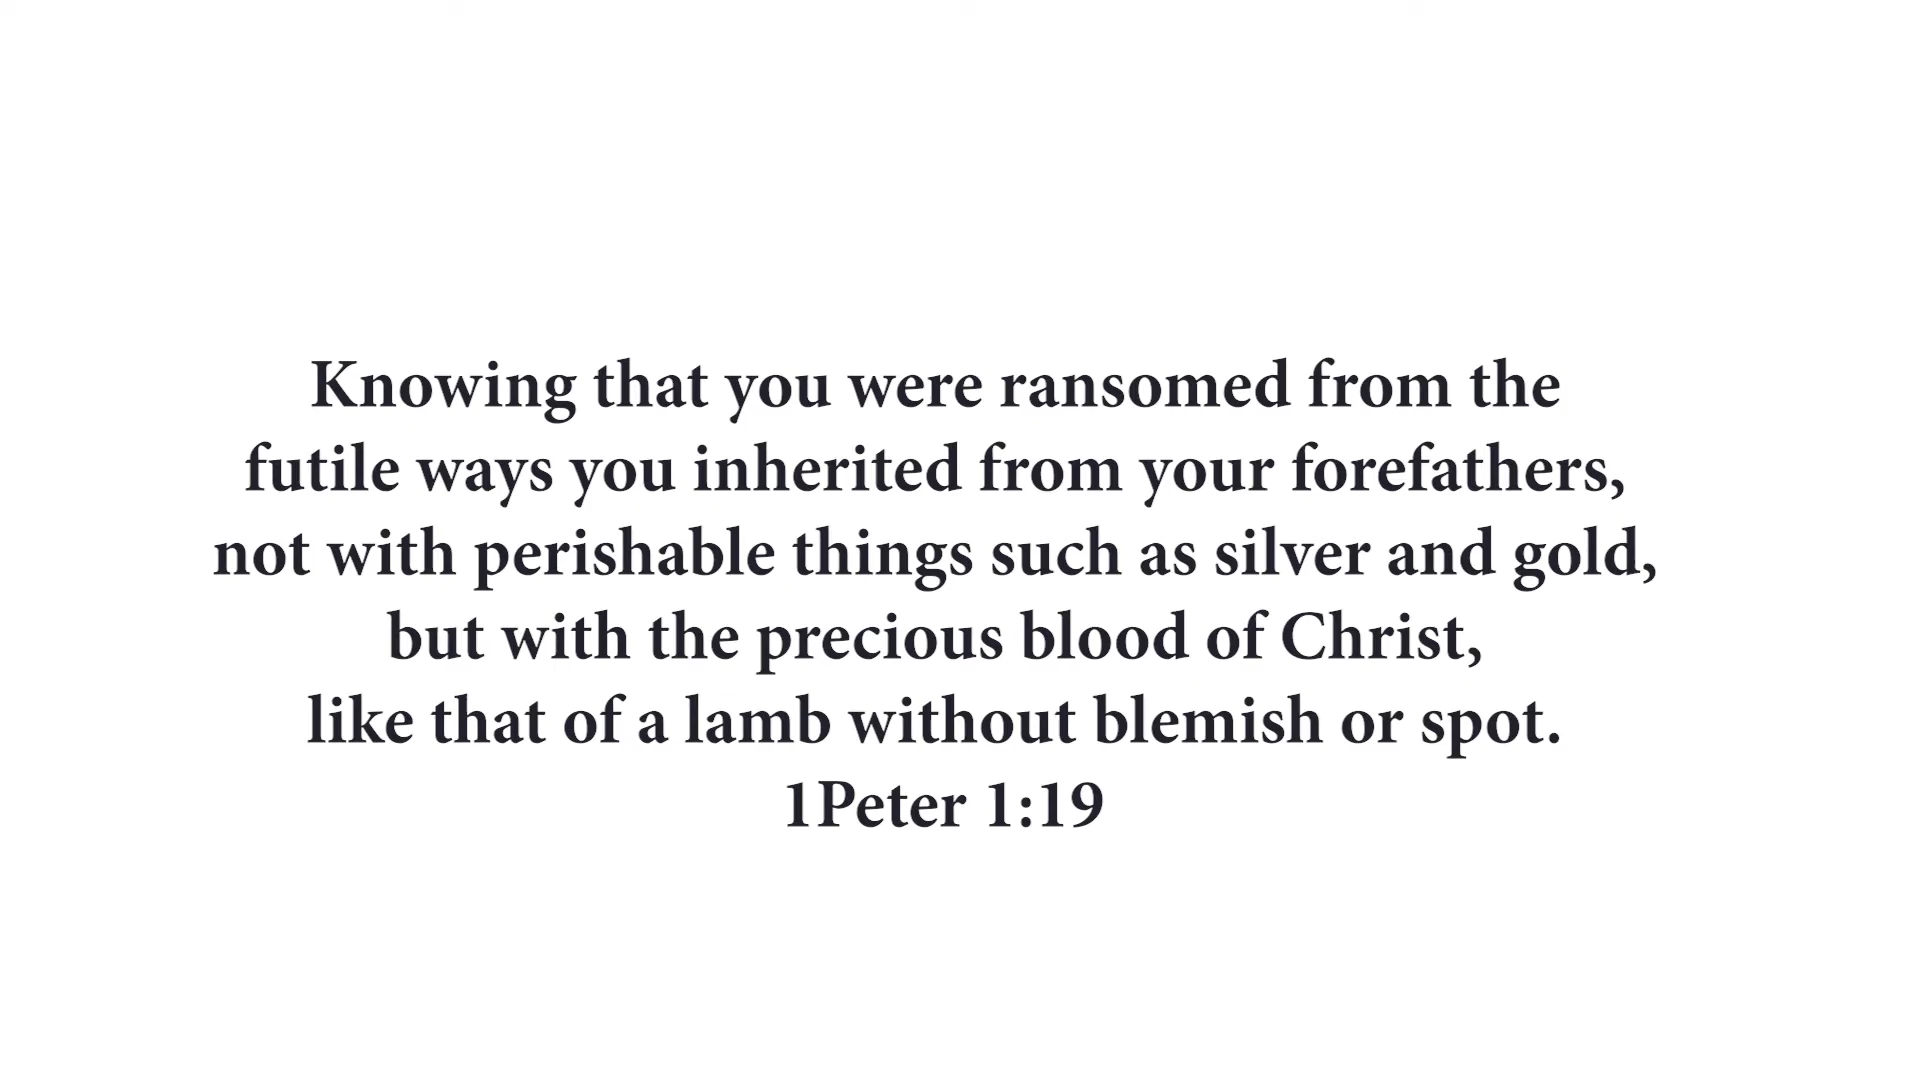 Knowing that you were ransomed from the
futile ways you inherited from your forefathers,
not with perishable things such as silver and gold,
but with the precious blood of Christ,
like that of a lamb without blemish or spot.
1Peter 1:19